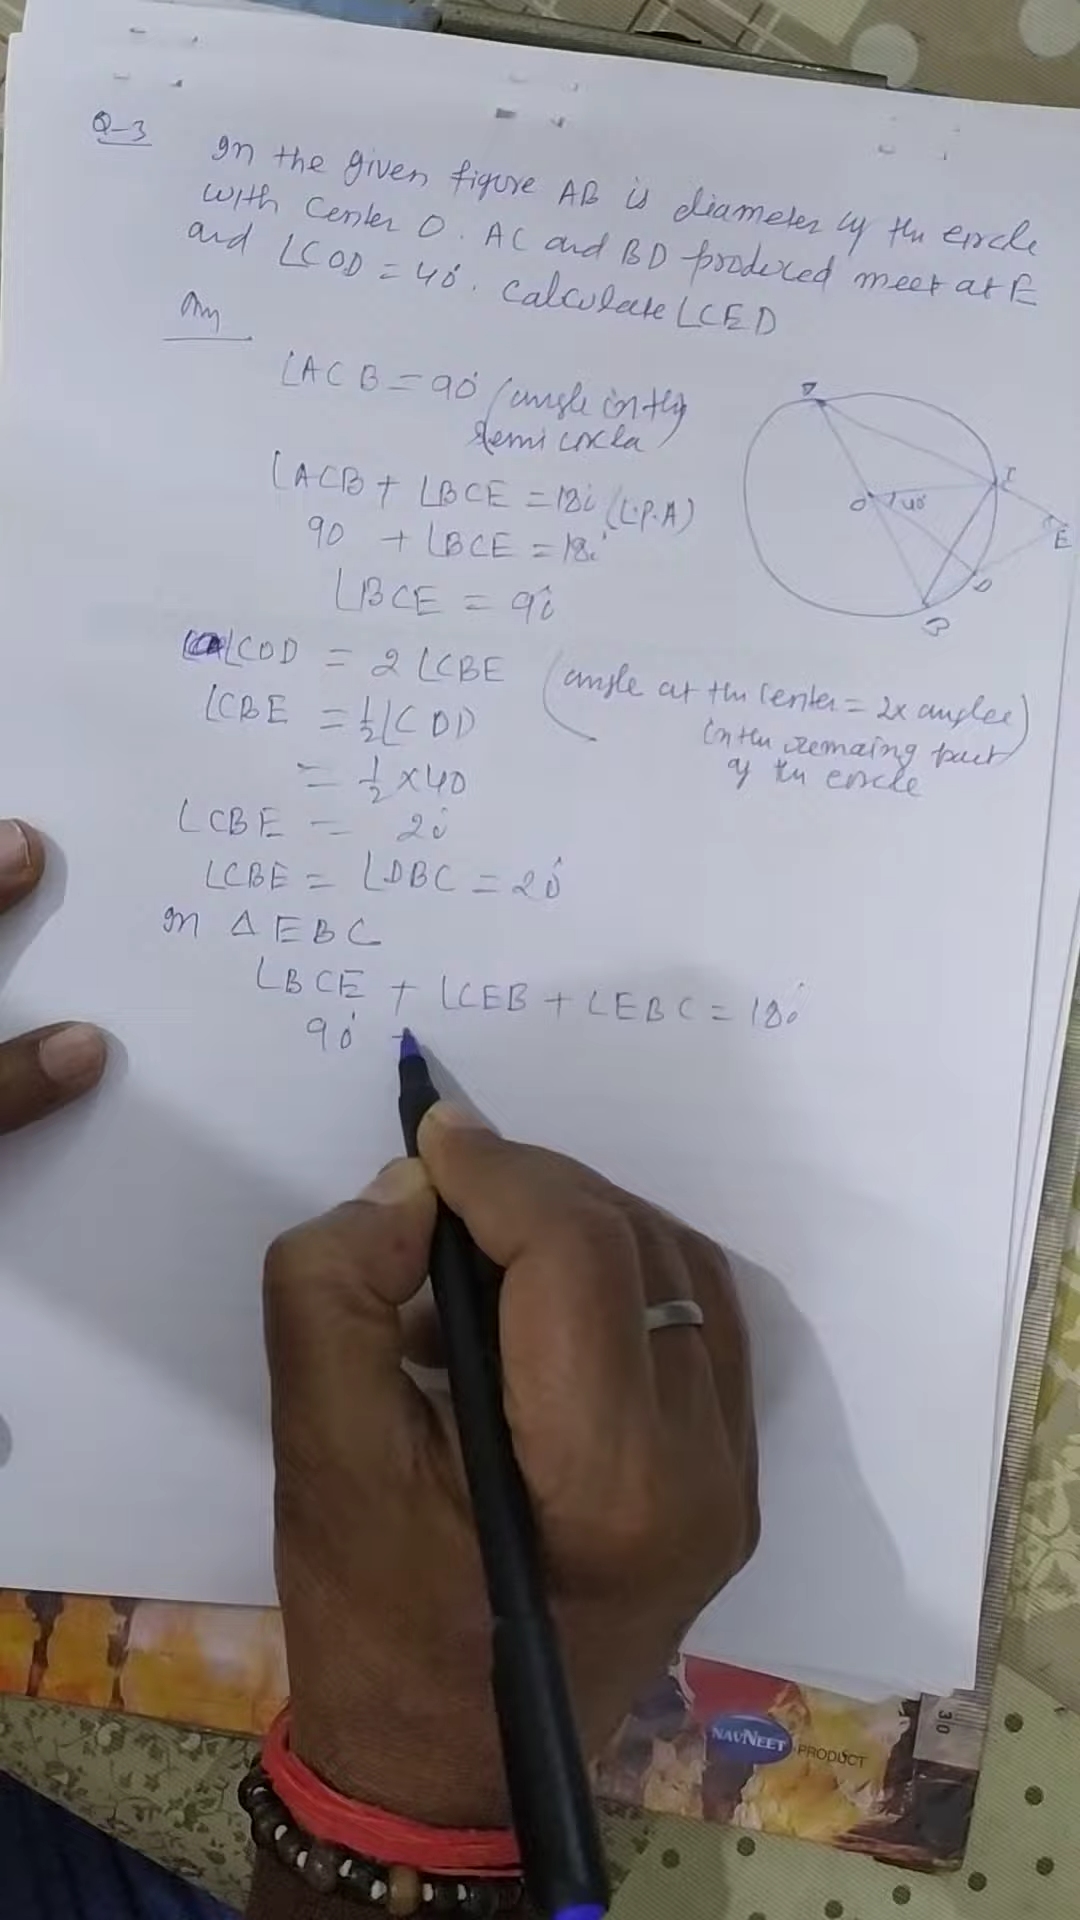 Q-3
In the given figure AB is diameter of the circle
with Center O. AC and BD produced meet at E
and ∠COD = 40°. Calculate ∠CED
Ans
∠ACB = 90° (angle in the
semi circle)
∠ACB + ∠BCE = 180° (L.P.A)
90 + ∠BCE = 180°
∠BCE = 90°
∠COD = 2 ∠CBE (angle at the center = 2x angles
in the remaing part
of the circle)
∠CBE = 1/2 ∠COD
= 1/2 × 40
∠CBE = 20°
∠CBE = ∠DBC = 20°
In Δ EBC
∠BCE + ∠CEB + ∠EBC = 180°
90° +
O 40°
E
D
B
NAVNEET PRODUCT
30